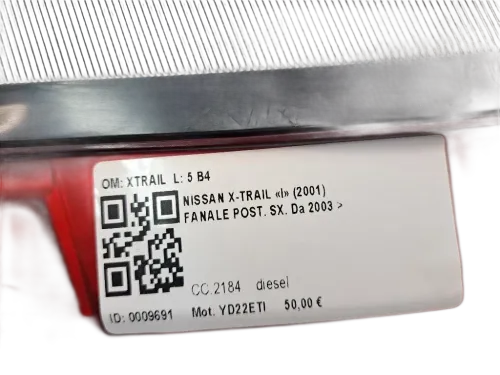 OM: XTRAIL L: 5 B4
NISSAN X-TRAIL «I» (2001)
FANALE POST. SX. Da 2003 >
CC.2184 diesel
ID: 0009691 Mot. YD22ETI 50,00 €